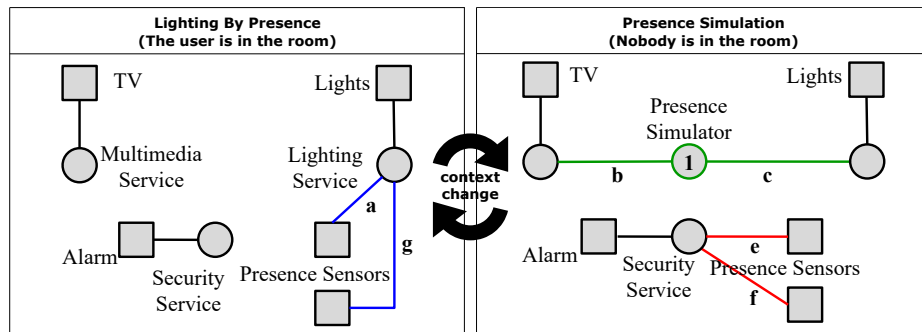 Lighting By Presence
(The user is in the room)
TV
Lights
Multimedia
Service
Lighting
Service
a
g
Alarm
Security
Service
Presence Sensors
context
change
Presence Simulation
(Nobody is in the room)
TV
Lights
Presence
Simulator
1
b
c
Alarm
Security
Service
e
Presence Sensors
f